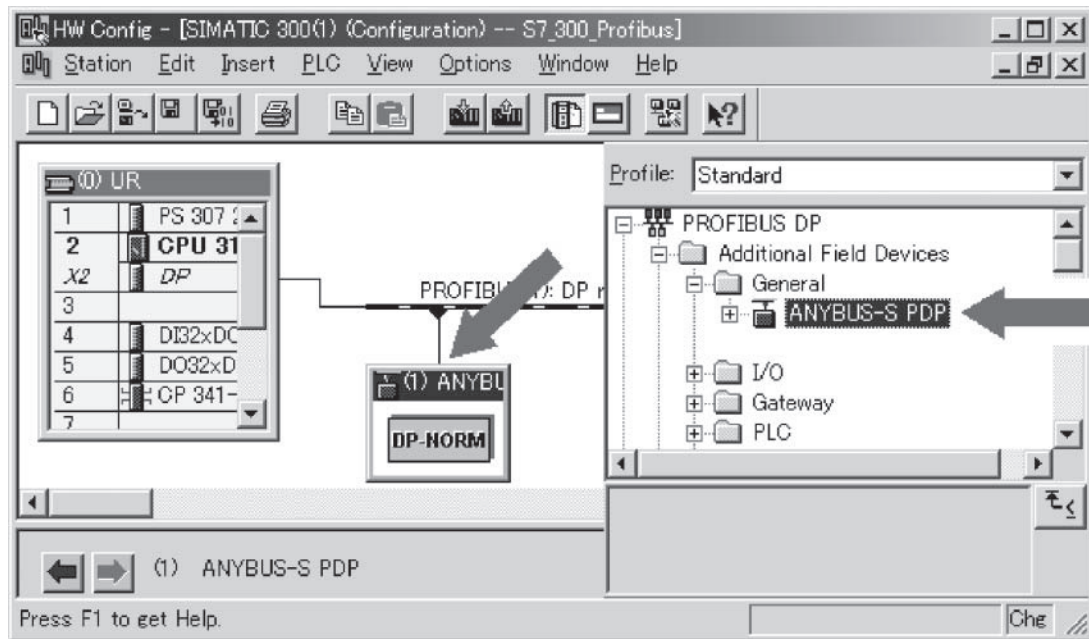 HW Config - [SIMATIC 300(1) (Configuration) -- S7_300_Profibus]
Station Edit Insert PLC View Options Window Help
(0) UR
1 PS 307 2
2 CPU 31
X2 DP
3
4 DI32xDC
5 DO32xD
6 CP 341-
7
PROFIBU 1): DP
(1) ANYBU
DP-NORM
Profile: Standard
PROFIBUS DP
Additional Field Devices
General
ANYBUS-S PDP
I/O
Gateway
PLC
(1) ANYBUS-S PDP
Press F1 to get Help.
Chg